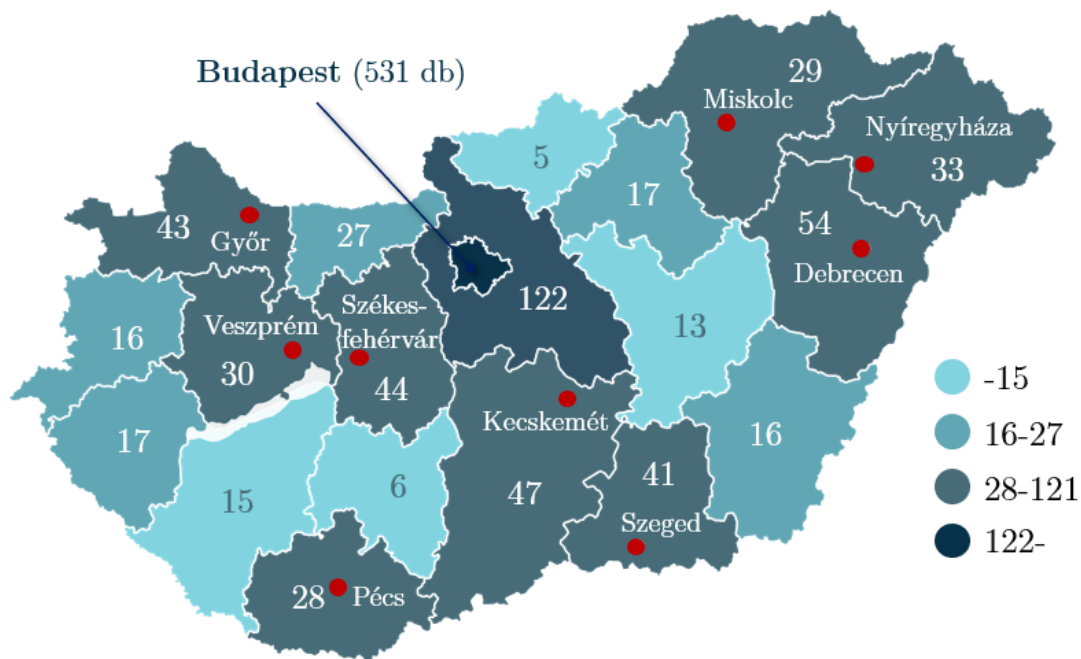 Budapest (531 db)
29
Miskolc
Nyíregyháza
5
33
17
54
43
27
Győr
Debrecen
122
Székes-
fehérvár
13
Veszprém
16
30
44
-15
Kecskemét
16-27
17
16
41
6
47
28-121
15
Szeged
122-
28
Pécs